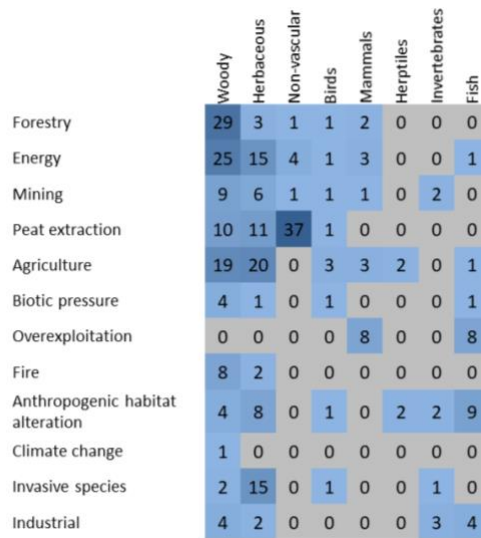 Woody Herbaceous Non-vascular Birds Mammals Herptiles Invertebrates Fish
Forestry 29 3 1 1 2 0 0 0
Energy 25 15 4 1 3 0 0 1
Mining 9 6 1 1 1 0 2 0
Peat extraction 10 11 37 1 0 0 0 0
Agriculture 19 20 0 3 3 2 0 1
Biotic pressure 4 1 0 1 0 0 0 1
Overexploitation 0 0 0 0 8 0 0 8
Fire 8 2 0 0 0 0 0 0
Anthropogenic habitat
alteration 4 8 0 1 0 2 2 9
Climate change 1 0 0 0 0 0 0 0
Invasive species 2 15 0 1 0 0 1 0
Industrial 4 2 0 0 0 0 3 4